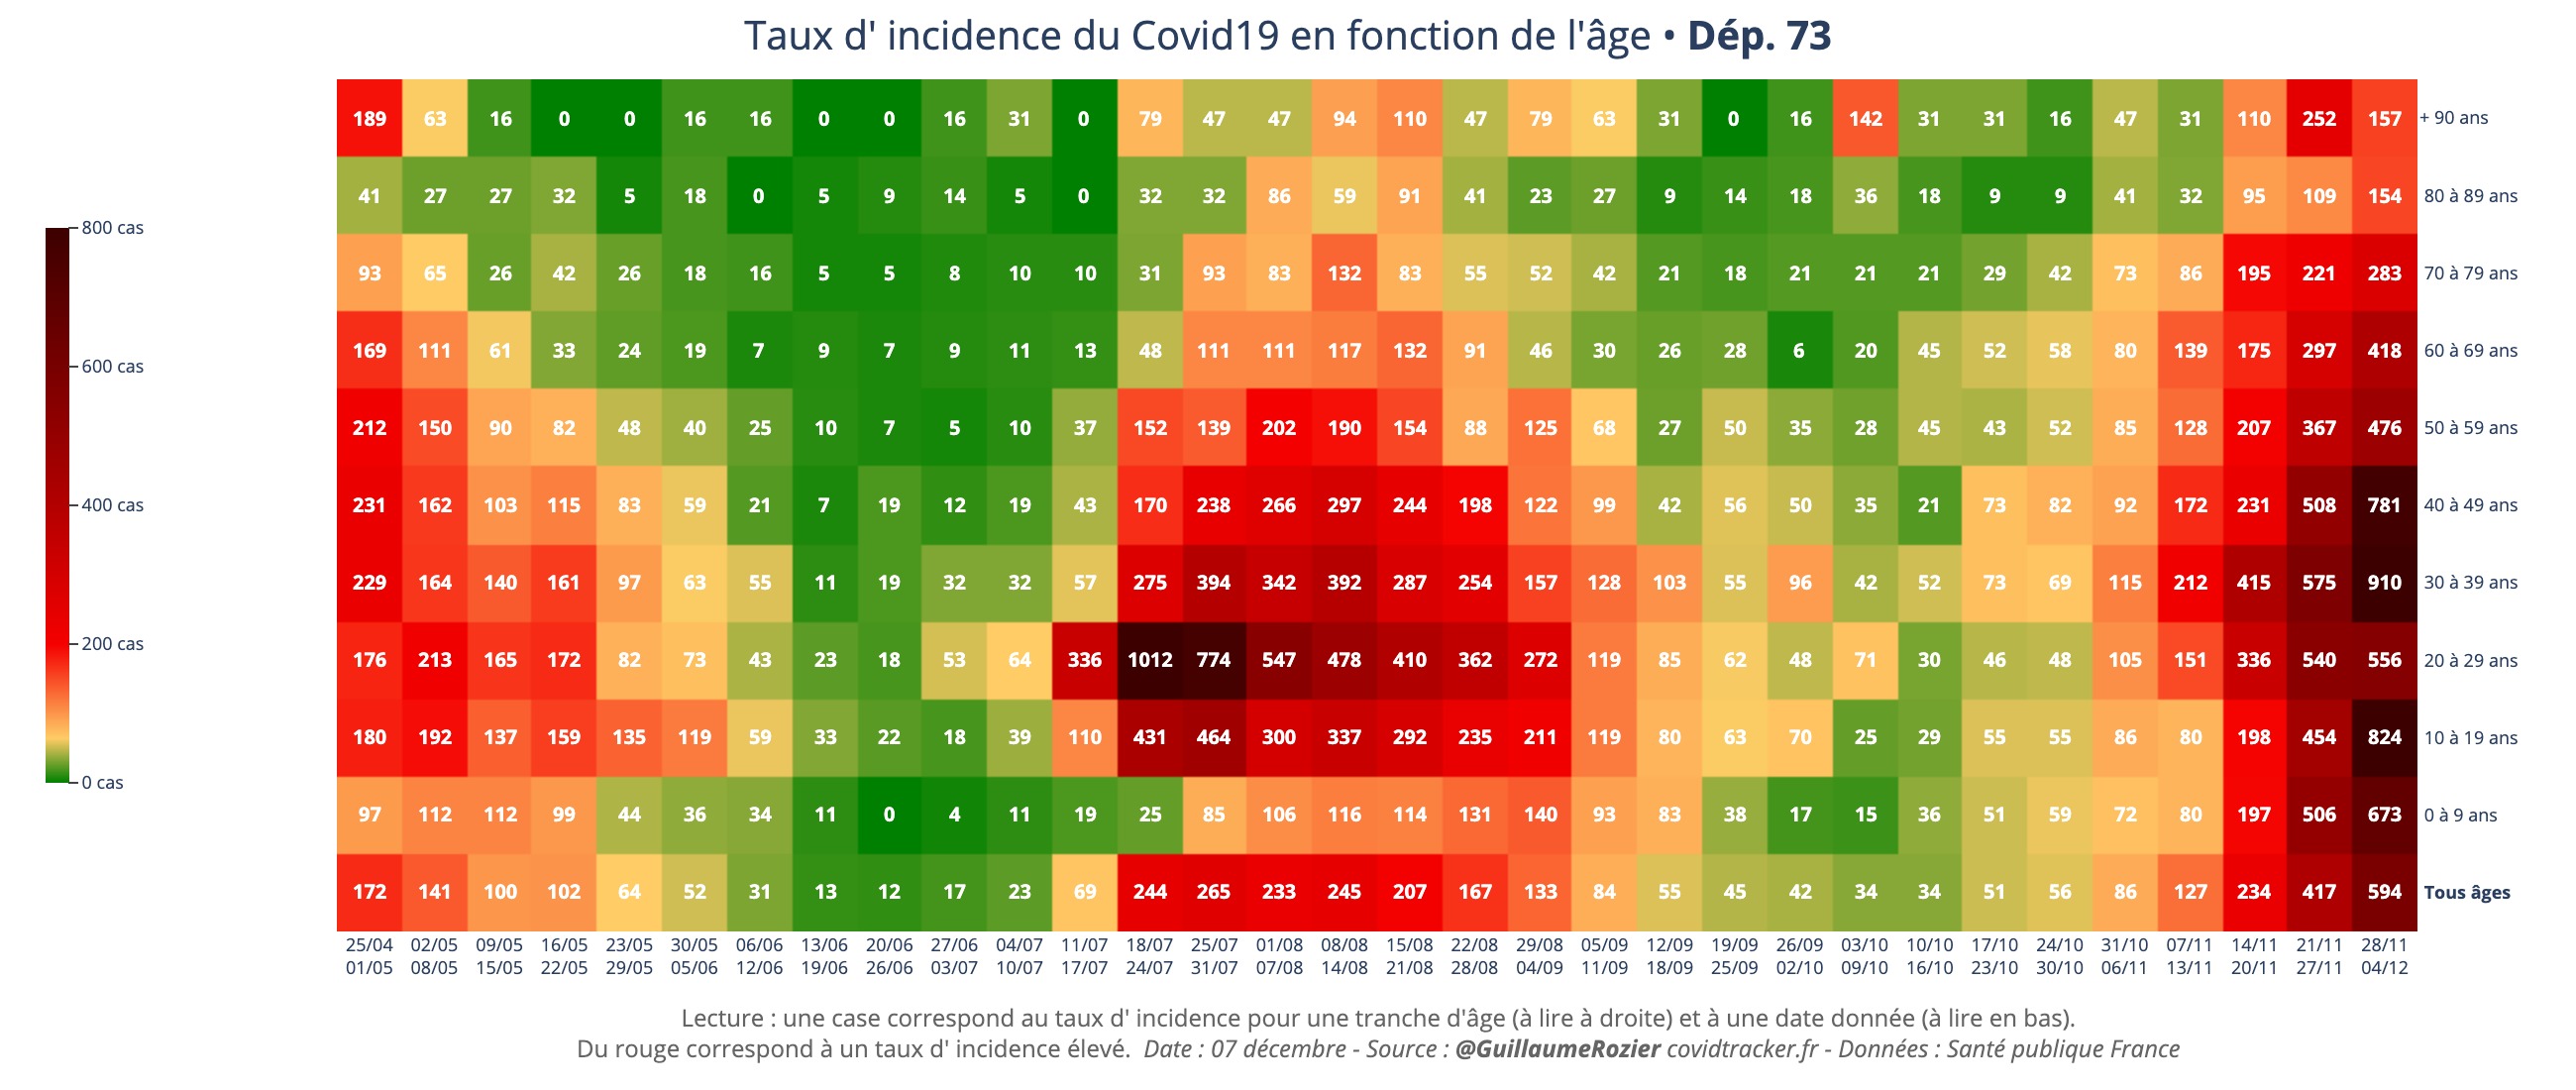 Taux d' incidence du Covid19 en fonction de l'âge • Dép. 73
800 cas
600 cas
400 cas
200 cas
0 cas
189 63 16 0 0 16 16 0 0 16 31 0 79 47 47 94 110 47 79 63 31 0 16 142 31 31 16 47 31 110 252 157 + 90 ans
41 27 27 32 5 18 0 5 9 14 5 0 32 32 86 59 91 41 23 27 9 14 18 36 18 9 9 41 32 95 109 154 80 à 89 ans
93 65 26 42 26 18 16 5 5 8 10 10 31 93 83 132 83 55 52 42 21 18 21 21 21 29 42 73 86 195 221 283 70 à 79 ans
169 111 61 33 24 19 7 9 7 9 11 13 48 111 111 117 132 91 46 30 26 28 6 20 45 52 58 80 139 175 297 418 60 à 69 ans
212 150 90 82 48 40 25 10 7 5 10 37 152 139 202 190 154 88 125 68 27 50 35 28 45 43 52 85 128 207 367 476 50 à 59 ans
231 162 103 115 83 59 21 7 19 12 19 43 170 238 266 297 244 198 122 99 42 56 50 35 21 73 82 92 172 231 508 781 40 à 49 ans
229 164 140 161 97 63 55 11 19 32 32 57 275 394 342 392 287 254 157 128 103 55 96 42 52 73 69 115 212 415 575 910 30 à 39 ans
176 213 165 172 82 73 43 23 18 53 64 336 1012 774 547 478 410 362 272 119 85 62 48 71 30 46 48 105 151 336 540 556 20 à 29 ans
180 192 137 159 135 119 59 33 22 18 39 110 431 464 300 337 292 235 211 119 80 63 70 25 29 55 55 86 80 198 454 824 10 à 19 ans
97 112 112 99 44 36 34 11 0 4 11 19 25 85 106 116 114 131 140 93 83 38 17 15 36 51 59 72 80 197 506 673 0 à 9 ans
172 141 100 102 64 52 31 13 12 17 23 69 244 265 233 245 207 167 133 84 55 45 42 34 34 51 56 86 127 234 417 594 Tous âges
25/04 02/05 09/05 16/05 23/05 30/05 06/06 13/06 20/06 27/06 04/07 11/07 18/07 25/07 01/08 08/08 15/08 22/08 29/08 05/09 12/09 19/09 26/09 03/10 10/10 17/10 24/10 31/10 07/11 14/11 21/11 28/11
01/05 08/05 15/05 22/05 29/05 05/06 12/06 19/06 26/06 03/07 10/07 17/07 24/07 31/07 07/08 14/08 21/08 28/08 04/09 11/09 18/09 25/09 02/10 09/10 16/10 23/10 30/10 06/11 13/11 20/11 27/11 04/12
Lecture : une case correspond au taux d' incidence pour une tranche d'âge (à lire à droite) et à une date donnée (à lire en bas).
Du rouge correspond à un taux d' incidence élevé. Date : 07 décembre - Source : @GuillaumeRozier covidtracker.fr - Données : Santé publique France